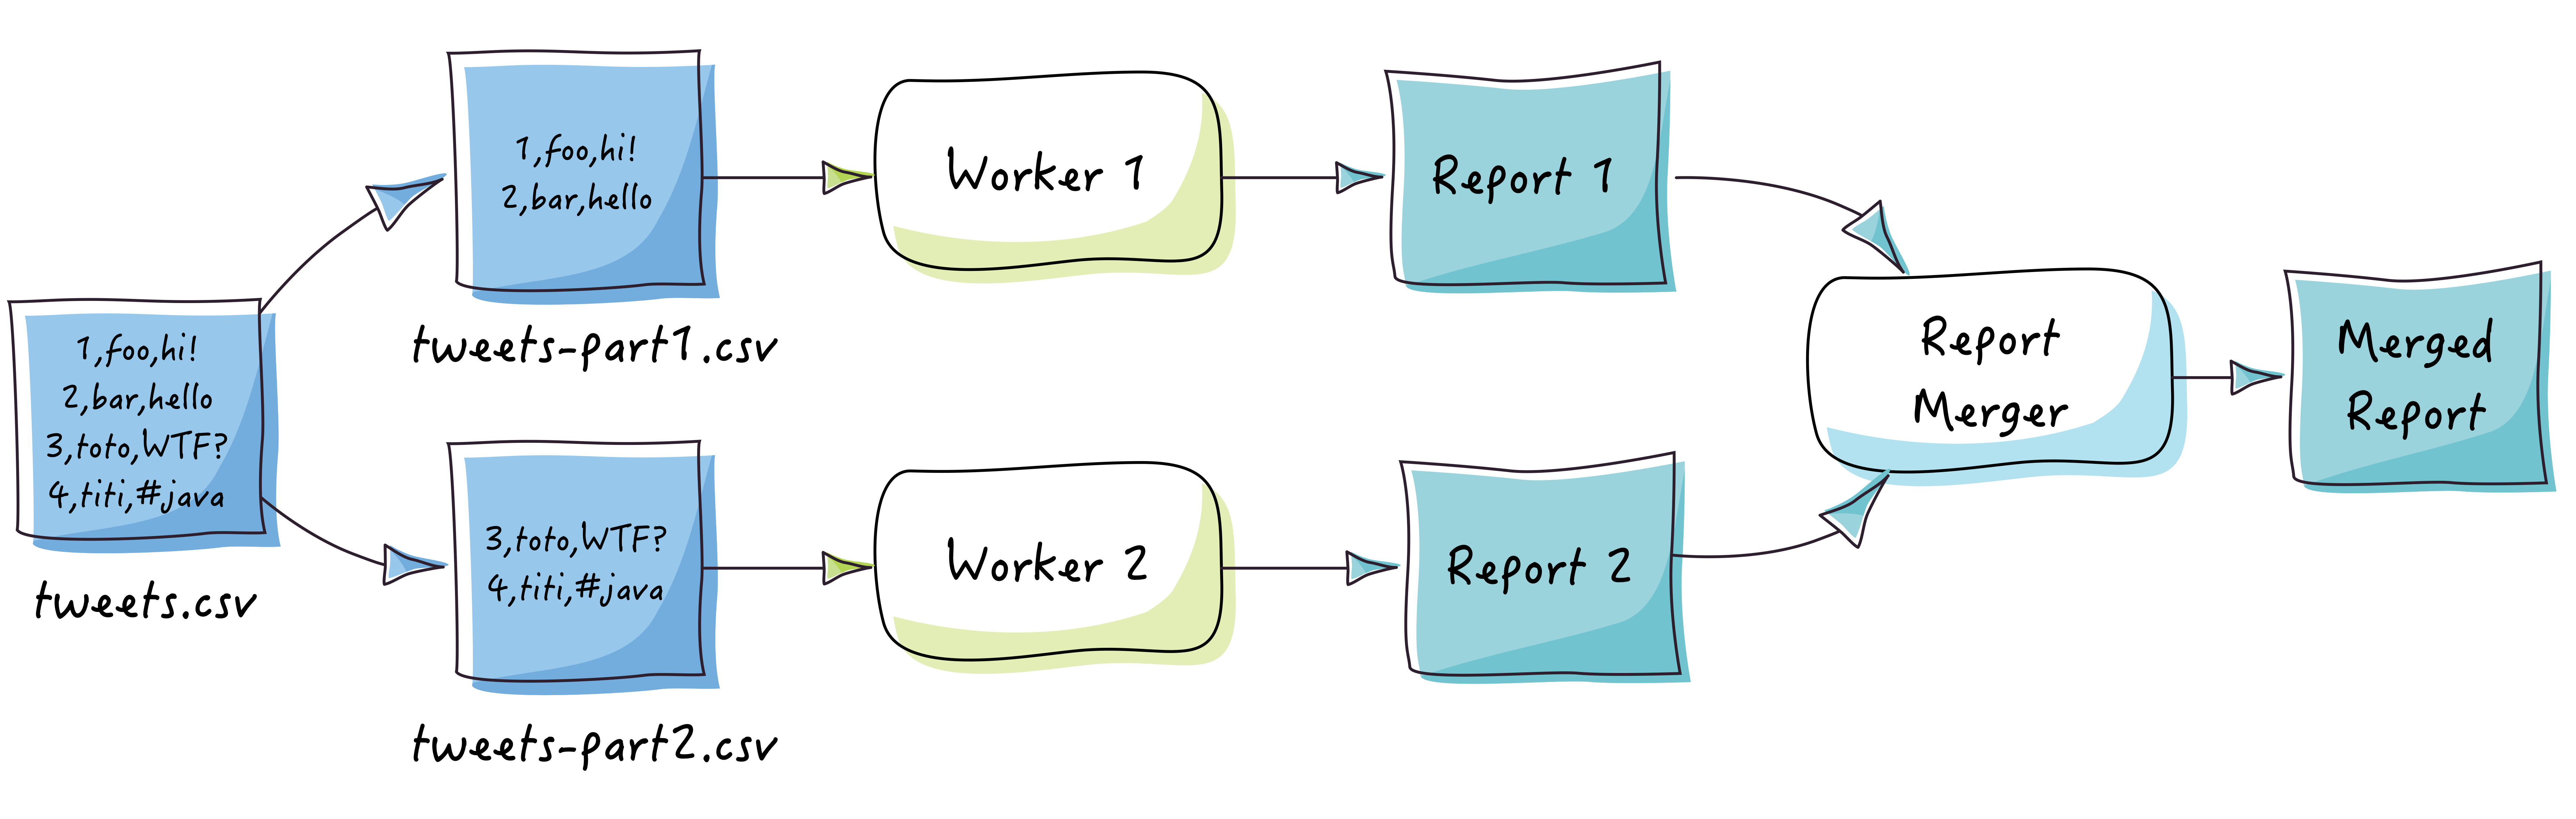 1,foo,hi!
2,bar,hello
3,toto,WTF?
4,titi,#java
tweets.csv
1,foo,hi!
2,bar,hello
tweets-part1.csv
Worker 1
Report 1
3,toto,WTF?
4,titi,#java
tweets-part2.csv
Worker 2
Report 2
Report
Merger
Merged
Report